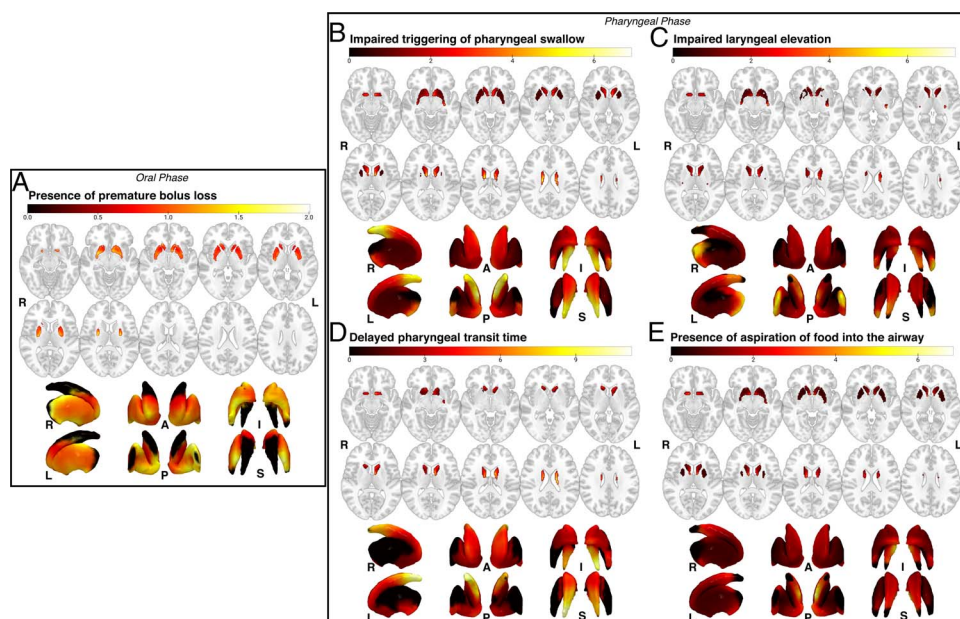 Oral Phase
A
Presence of premature bolus loss
0.0 0.5 1.0 1.5 2.0
R L
R A I
L P S
Pharyngeal Phase
B
Impaired triggering of pharyngeal swallow
0 2 4 6
R L
R A I
L P S
C
Impaired laryngeal elevation
0 2 4 6
R L
R A I
L P S
D
Delayed pharyngeal transit time
0 3 6 9
R L
R A I
L P S
E
Presence of aspiration of food into the airway
0 2 4 6
R L
R A I
L P S